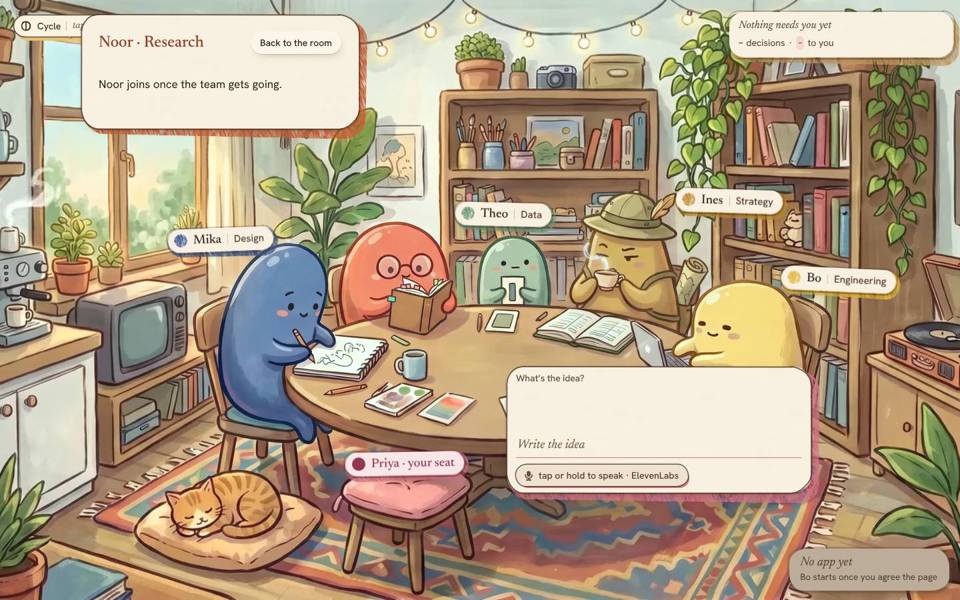 Cycle
Noor · Research
Back to the room
Noor joins once the team gets going.
Nothing needs you yet
– decisions · – to you
Ines Strategy
Theo Data
Mika Design
Bo Engineering
What's the idea?
Write the idea
tap or hold to speak · ElevenLabs
Priya · your seat
No app yet
Bo starts once you agree the page